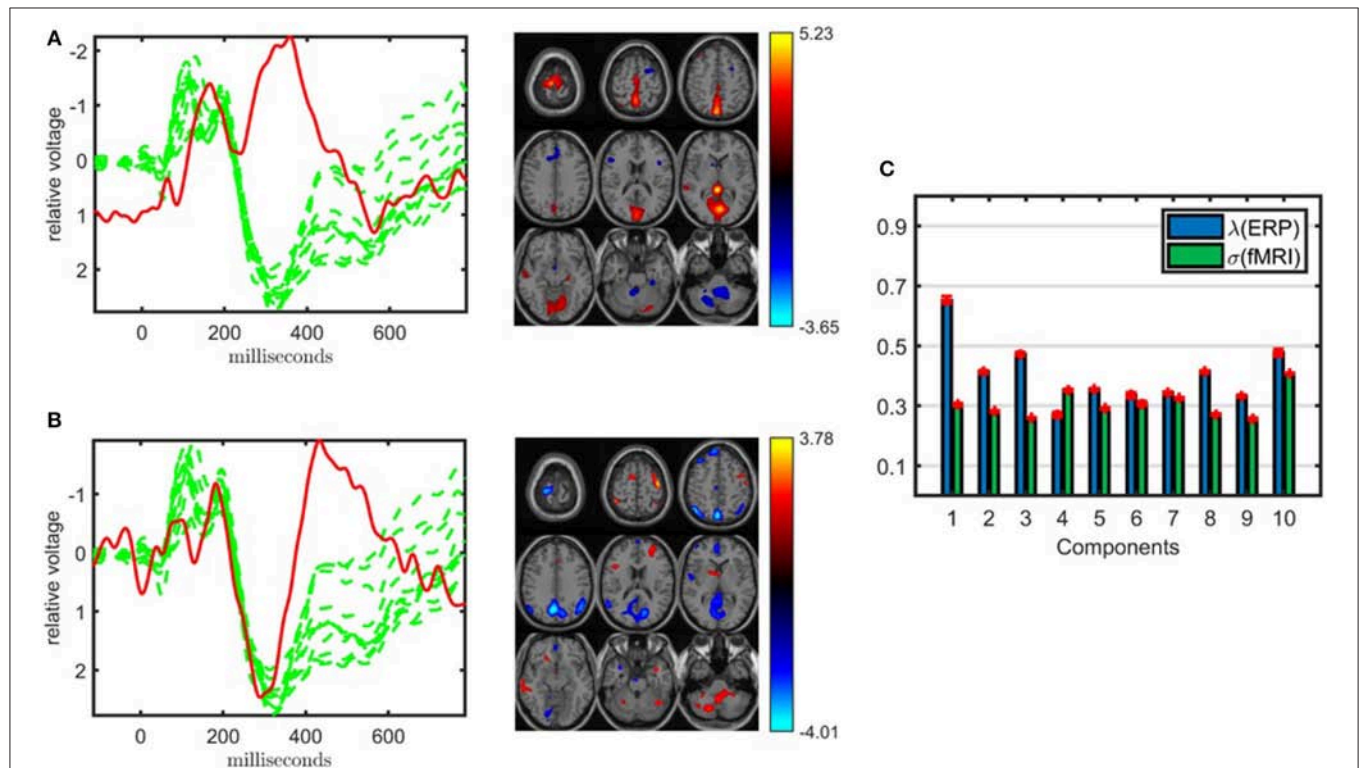 A
relative voltage
-2
-1
0
1
2
0
200
400
600
milliseconds
5.23
-3.65
B
relative voltage
-1
0
1
2
0
200
400
600
milliseconds
3.78
-4.01
C
0.9
0.7
0.5
0.3
0.1
λ(ERP)
σ(fMRI)
1 2 3 4 5 6 7 8 9 10
Components